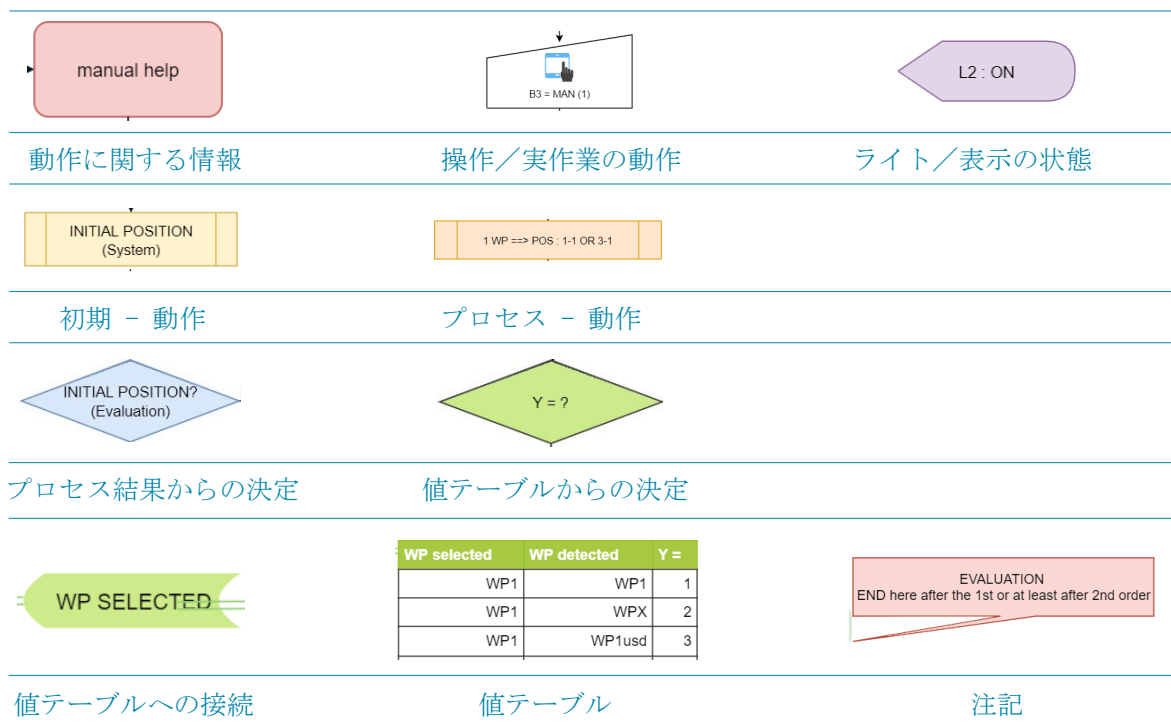 manual help
B3 = MAN (1)
L2 : ON
動作に関する情報
操作／実作業の動作
ライト／表示の状態
INITIAL POSITION
(System)
1 WP ==> POS : 1-1 OR 3-1
初期 − 動作
プロセス − 動作
INITIAL POSITION?
(Evaluation)
Y = ?
プロセス結果からの決定
値テーブルからの決定
WP SELECTED
WP selected WP detected Y =
WP1 WP1 1
WP1 WPX 2
WP1 WP1usd 3
EVALUATION
END here after the 1st or at least after 2nd order
値テーブルへの接続
値テーブル
注記